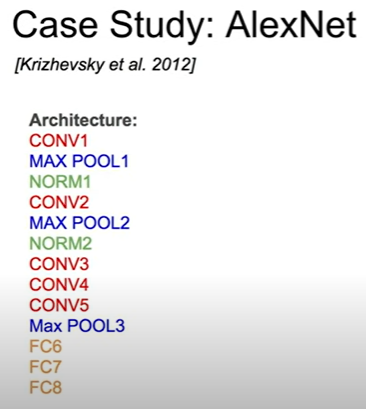 Case Study: AlexNet
[Krizhevsky et al. 2012]
Architecture:
CONV1
MAX POOL1
NORM1
CONV2
MAX POOL2
NORM2
CONV3
CONV4
CONV5
Max POOL3
FC6
FC7
FC8